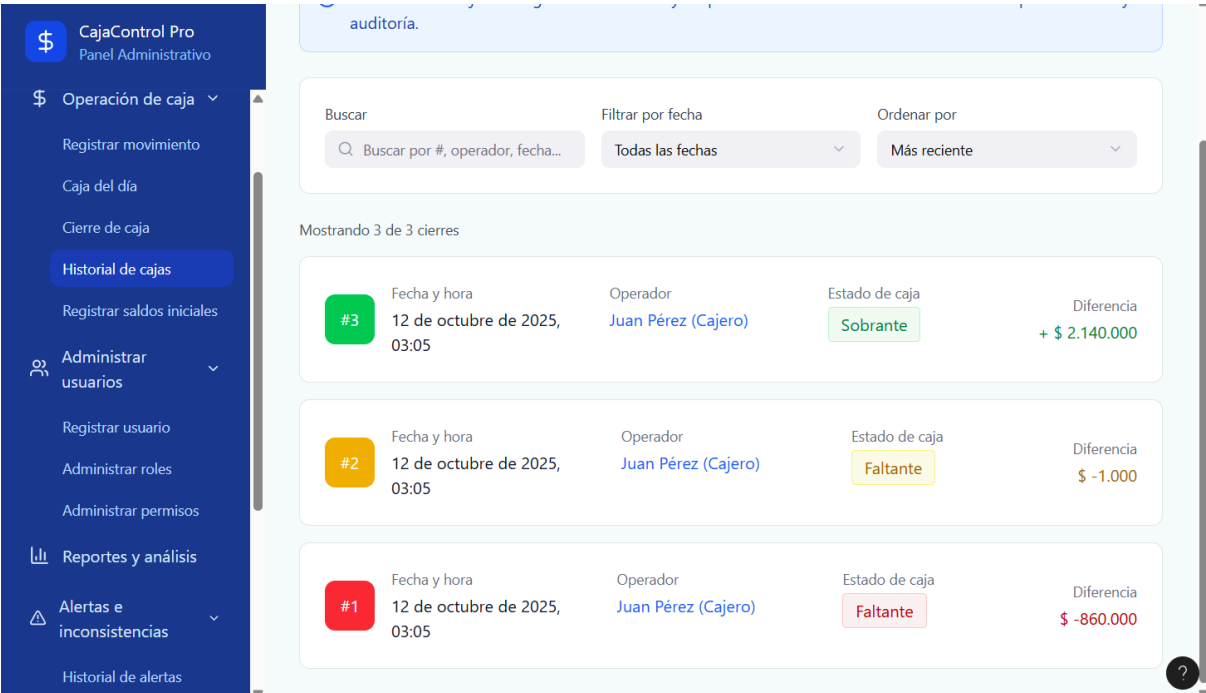 CajaControl Pro
Panel Administrativo
Operación de caja
Registrar movimiento
Caja del día
Cierre de caja
Historial de cajas
Registrar saldos iniciales
Administrar
usuarios
Registrar usuario
Administrar roles
Administrar permisos
Reportes y análisis
Alertas e
inconsistencias
Historial de alertas
auditoría.
Buscar
Buscar por #, operador, fecha...
Filtrar por fecha
Todas las fechas
Ordenar por
Más reciente
Mostrando 3 de 3 cierres
#3
Fecha y hora
12 de octubre de 2025,
03:05
Operador
Juan Pérez (Cajero)
Estado de caja
Sobrante
Diferencia
+ $ 2.140.000
#2
Fecha y hora
12 de octubre de 2025,
03:05
Operador
Juan Pérez (Cajero)
Estado de caja
Faltante
Diferencia
$ -1.000
#1
Fecha y hora
12 de octubre de 2025,
03:05
Operador
Juan Pérez (Cajero)
Estado de caja
Faltante
Diferencia
$ -860.000
?